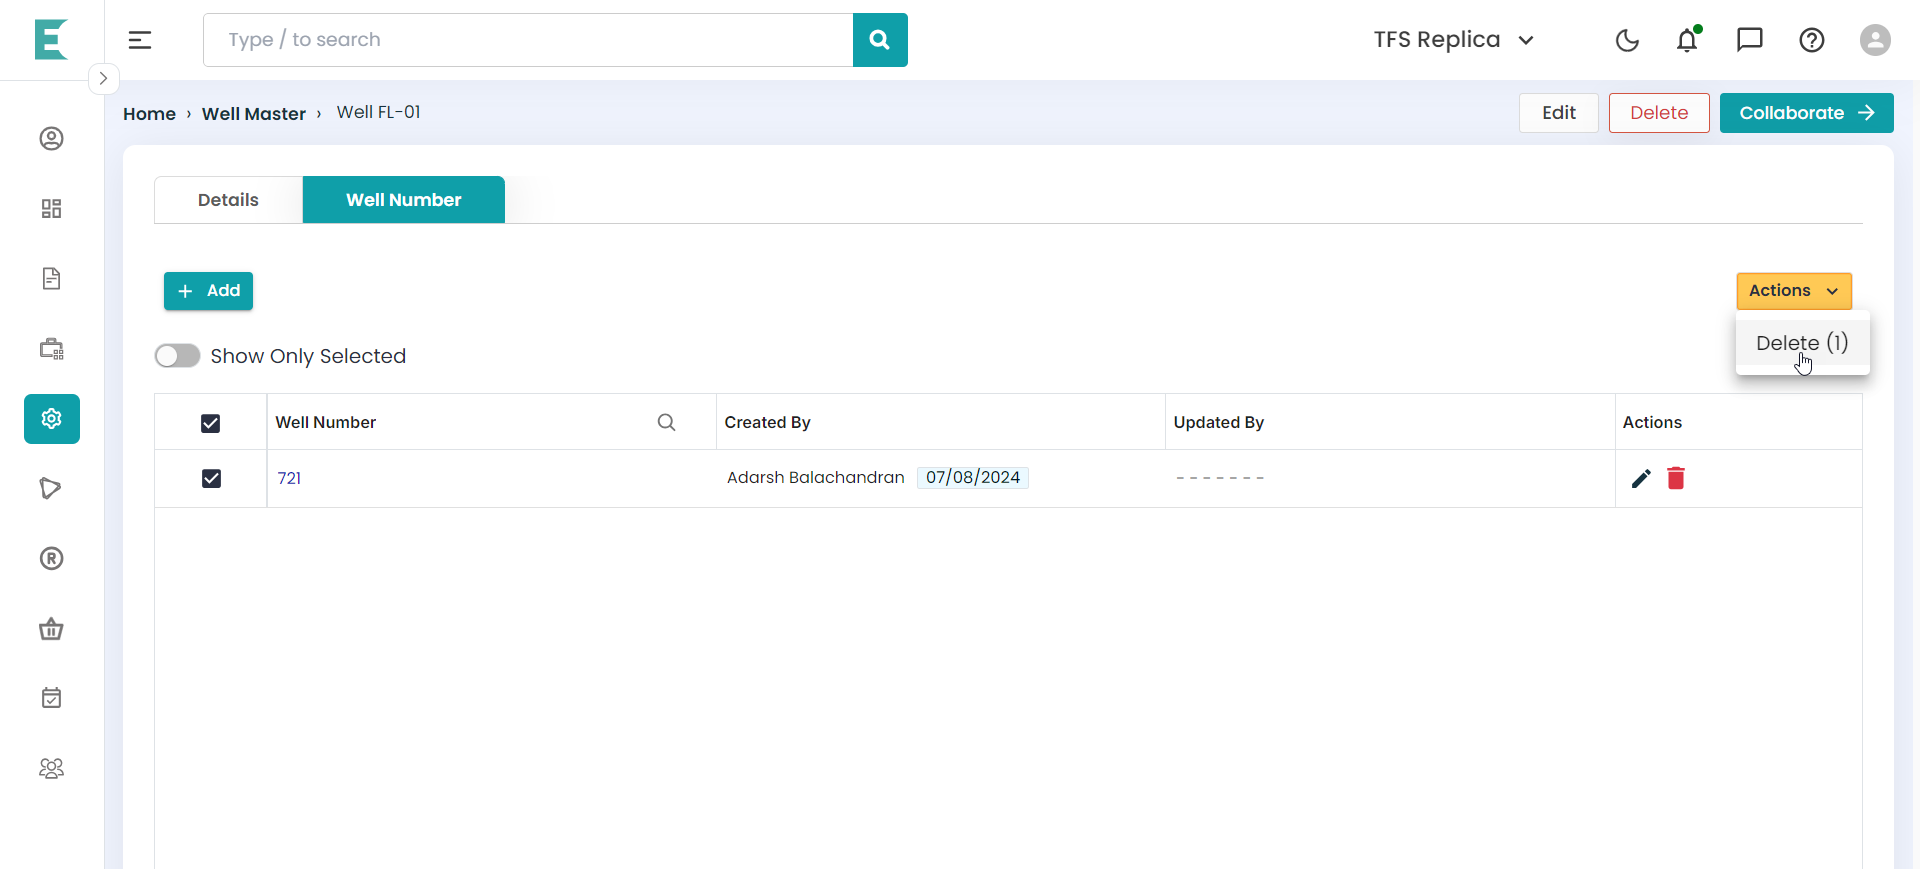 E
Type / to search
TFS Replica
Home › Well Master › Well FL-01
Edit
Delete
Collaborate →
Details
Well Number
+ Add
Actions
Delete (1)
Show Only Selected
Well Number
Created By
Updated By
Actions
721
Adarsh Balachandran
07/08/2024
- - - - - - -
R